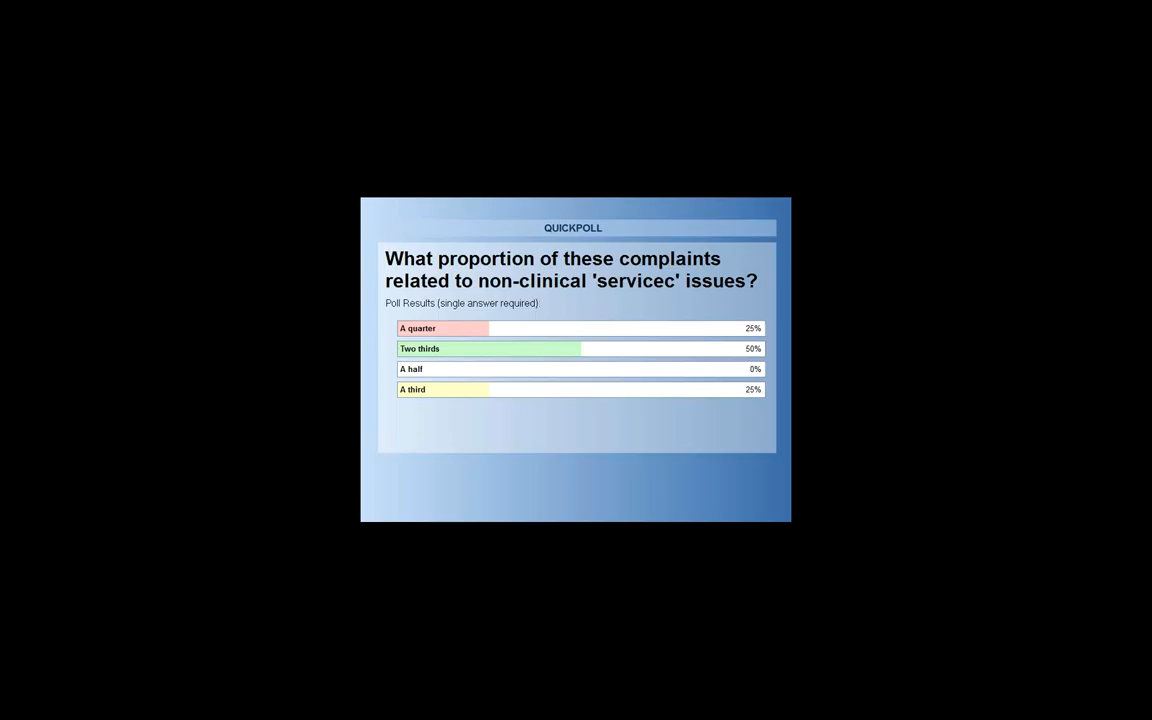 QUICKPOLL
What proportion of these complaints
related to non-clinical 'servicec' issues?
Poll Results (single answer required):
A quarter 25%
Two thirds 50%
A half 0%
A third 25%